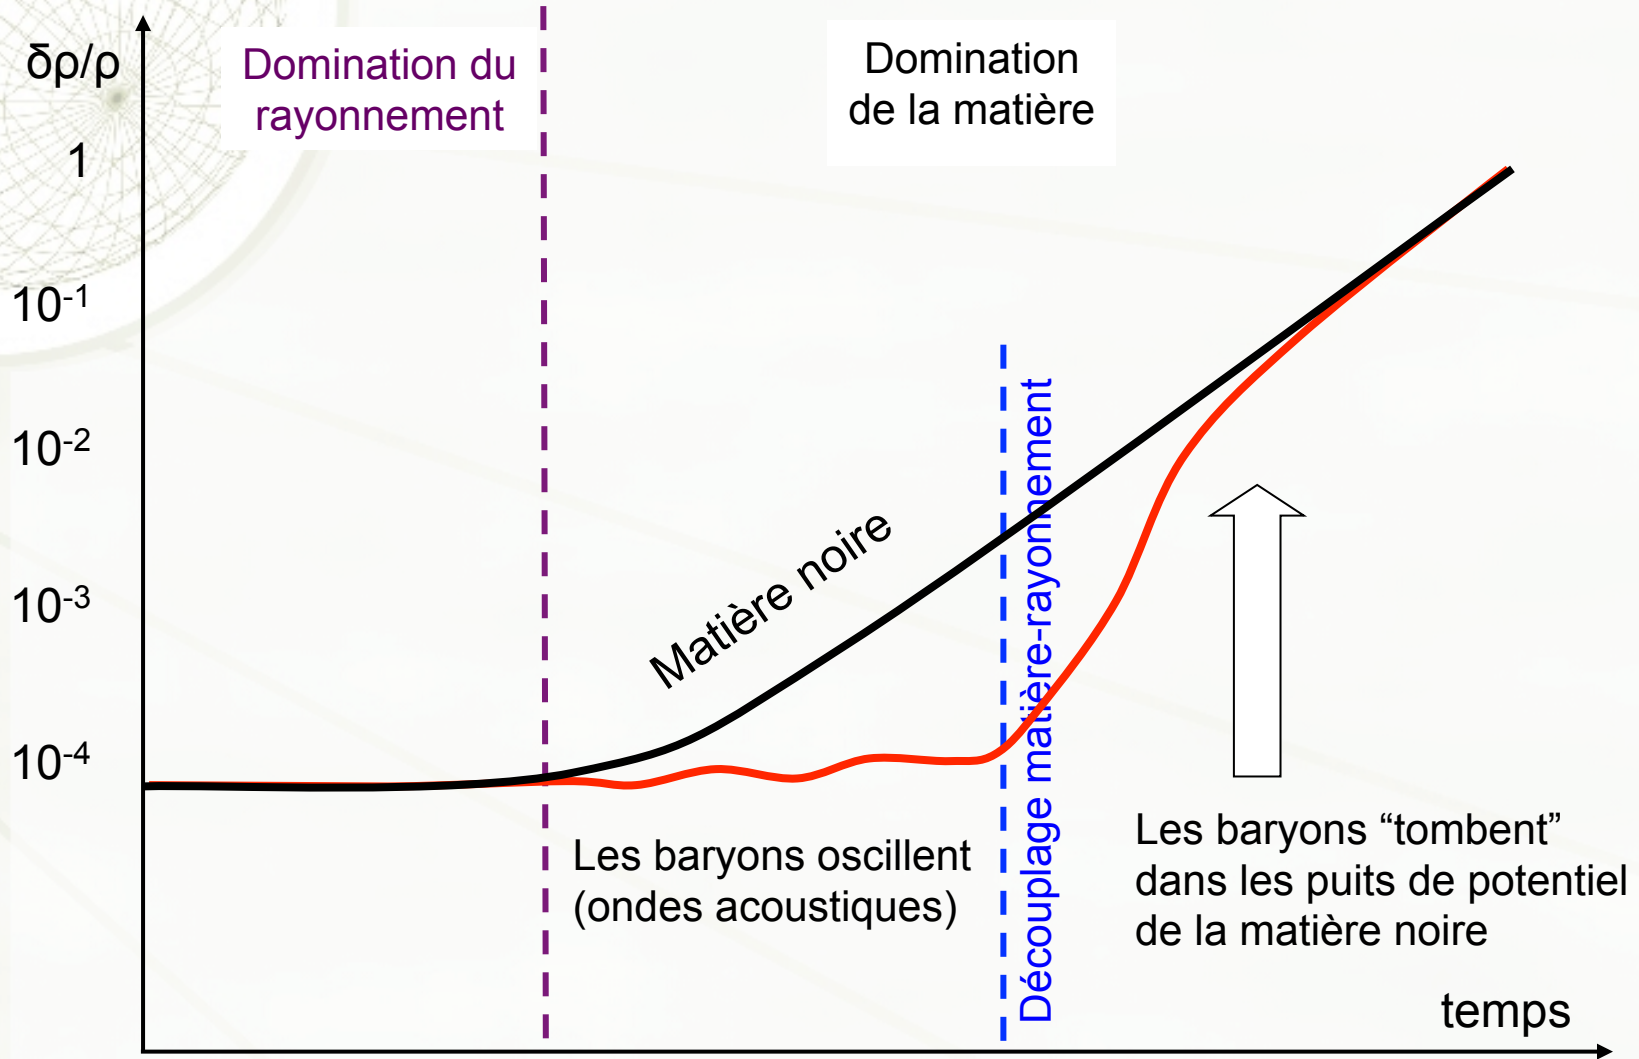 δρ/ρ
Domination du
rayonnement
Domination
de la matière
1
10⁻¹
10⁻²
10⁻³
10⁻⁴
Matière noire
Découplage matière-rayonnement
Les baryons oscillent
(ondes acoustiques)
Les baryons “tombent”
dans les puits de potentiel
de la matière noire
temps